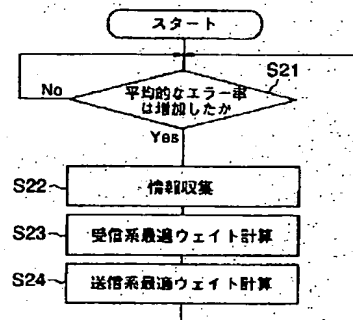 スタート
S21
平均的なエラー率
は増加したか
No
Yes
S22
情報収集
S23
受信系最適ウェイト計算
S24
送信系最適ウェイト計算